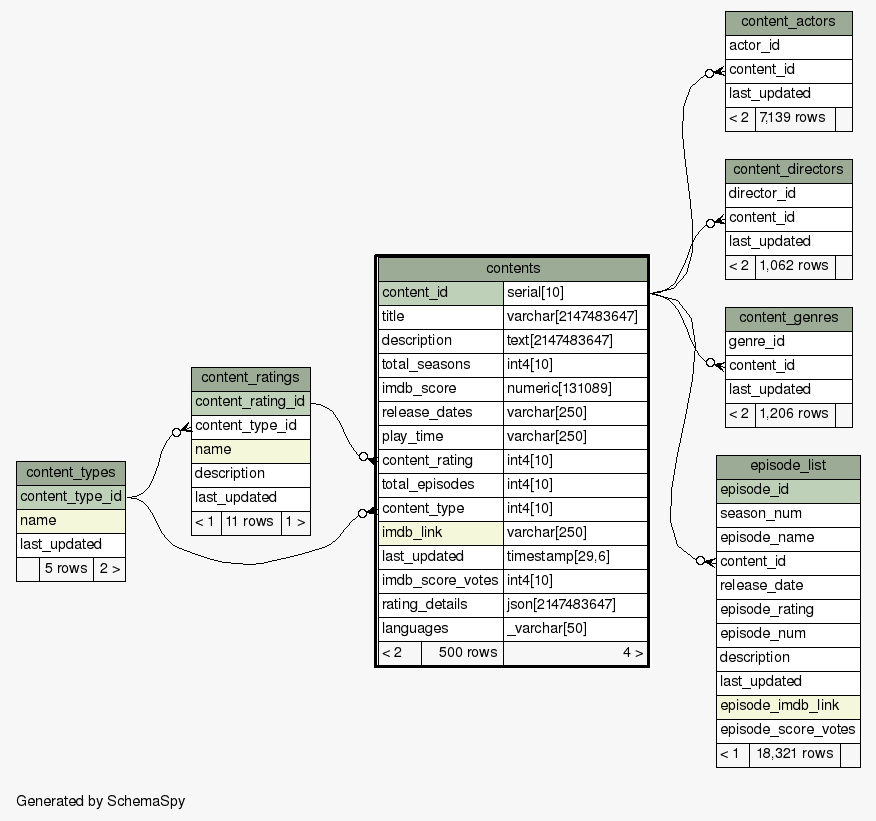 content_actors
actor_id
content_id
last_updated
< 2 7,139 rows
content_directors
director_id
content_id
last_updated
< 2 1,062 rows
contents
content_id serial[10]
title varchar[2147483647]
description text[2147483647]
total_seasons int4[10]
imdb_score numeric[131089]
release_dates varchar[250]
play_time varchar[250]
content_rating int4[10]
total_episodes int4[10]
content_type int4[10]
imdb_link varchar[250]
last_updated timestamp[29,6]
imdb_score_votes int4[10]
rating_details json[2147483647]
languages _varchar[50]
< 2 500 rows 4 >
content_genres
genre_id
content_id
last_updated
< 2 1,206 rows
content_ratings
content_rating_id
content_type_id
name
description
last_updated
< 1 11 rows 1 >
content_types
content_type_id
name
last_updated
5 rows 2 >
episode_list
episode_id
season_num
episode_name
content_id
release_date
episode_rating
episode_num
description
last_updated
episode_imdb_link
episode_score_votes
< 1 18,321 rows
Generated by SchemaSpy